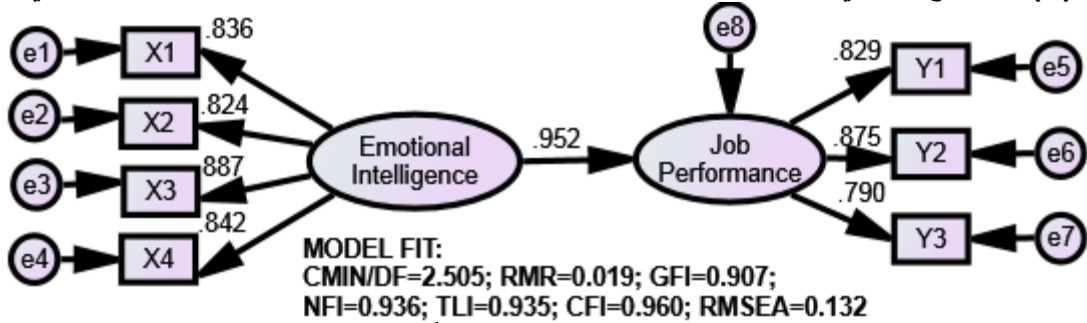 e1 X1 .836
e2 X2 .824
e3 X3 887
e4 X4 .842
Emotional
Intelligence
.952
e8
Job
Performance
.829 Y1 e5
.875 Y2 e6
.790 Y3 e7
MODEL FIT:
CMIN/DF=2.505; RMR=0.019; GFI=0.907;
NFI=0.936; TLI=0.935; CFI=0.960; RMSEA=0.132